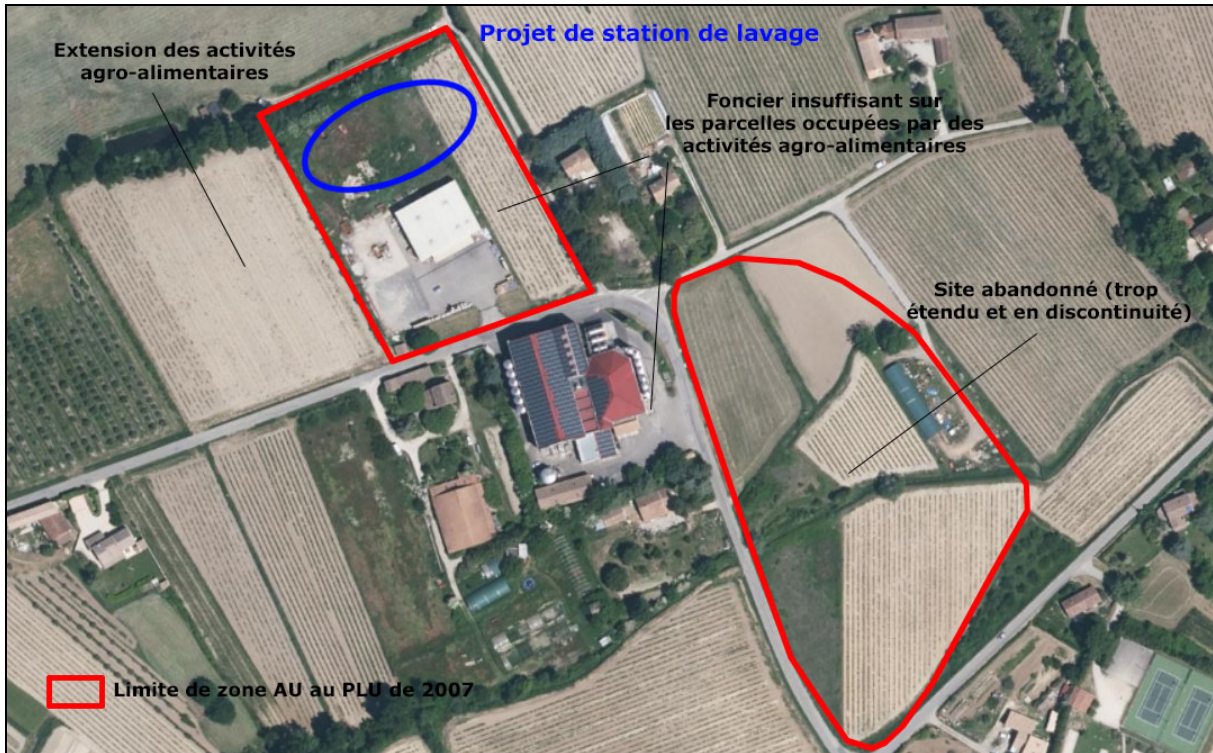 Projet de station de lavage
Extension des activités
agro-alimentaires
Foncier insuffisant sur
les parcelles occupées par des
activités agro-alimentaires
Site abandonné (trop
étendu et en discontinuité)
Limite de zone AU au PLU de 2007